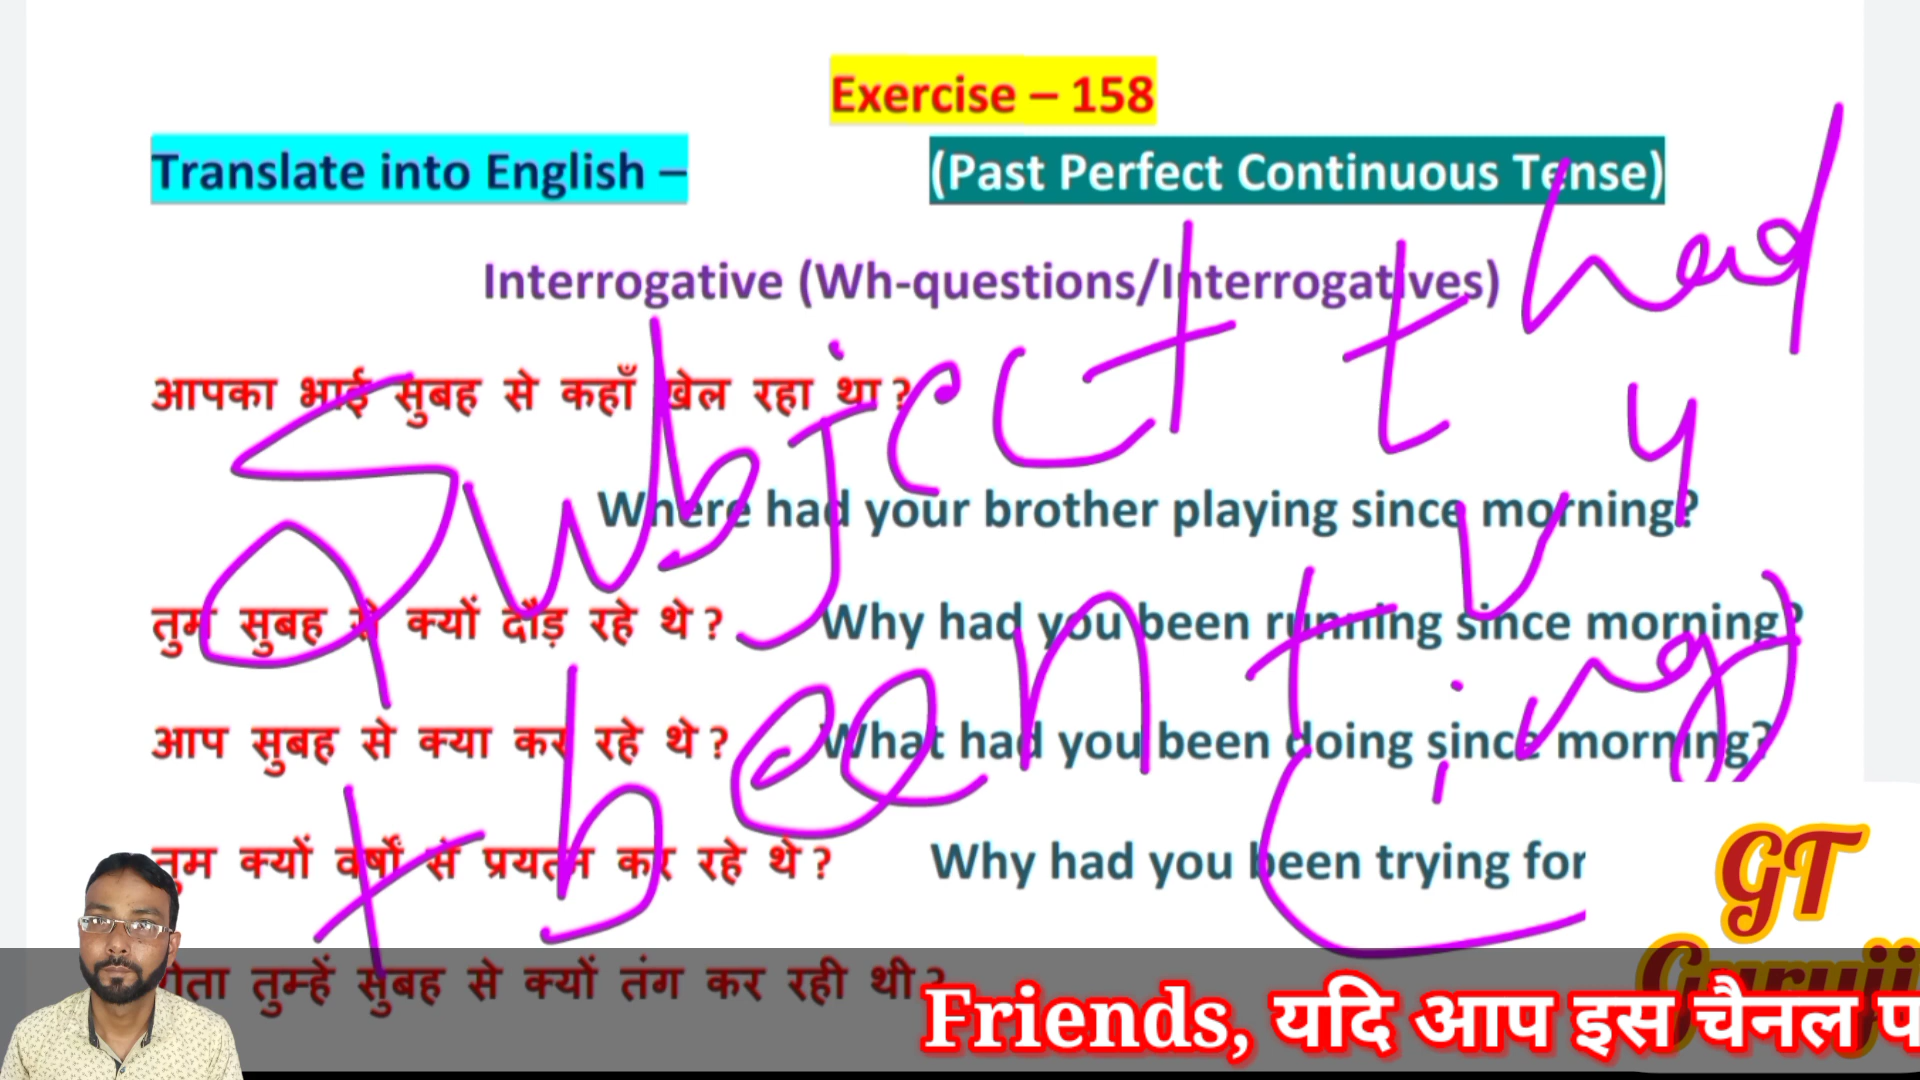 Exercise – 158
Translate into English – (Past Perfect Continuous Tense)
Interrogative (Wh-questions/Interrogatives)
आपका भाई सुबह से कहाँ खेल रहा था ?
Where had your brother playing since morning?
तुम सुबह से क्यों दौड़ रहे थे ? Why had you been running since morning?
आप सुबह से क्या कर रहे थे ? What had you been doing since morning?
तुम क्यों वर्षों से प्रयत्न कर रहे थे ? Why had you been trying for
तुम्हें सुबह से क्यों तंग कर रही थी ?
Subject + had
+ been + V4
(ing)
GT
Guruji
Friends, यदि आप इस चैनल प